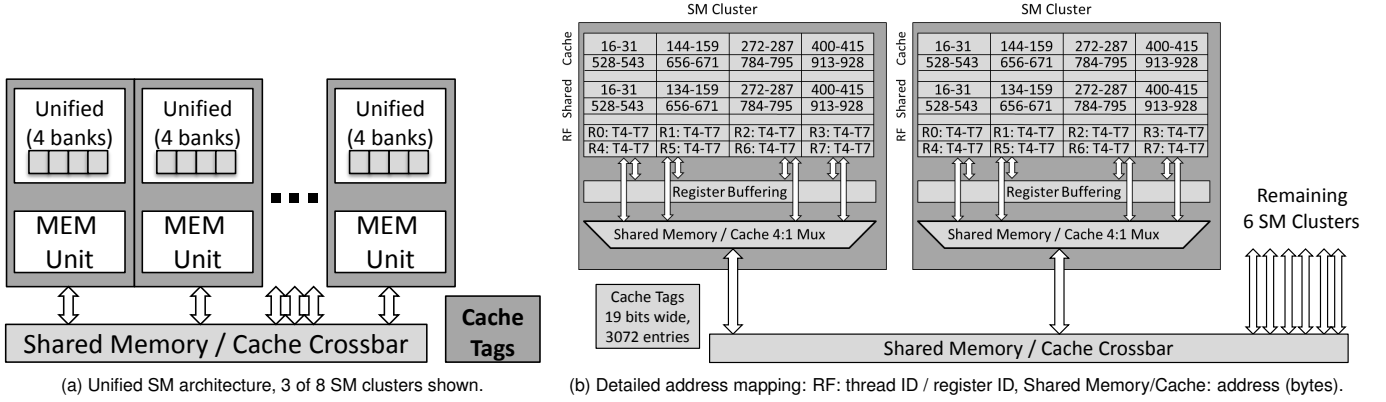 Unified
(4 banks)
Unified
(4 banks)
Unified
(4 banks)
MEM
Unit
MEM
Unit
MEM
Unit
Shared Memory / Cache Crossbar
Cache
Tags
(a) Unified SM architecture, 3 of 8 SM clusters shown.
SM Cluster
Cache
16-31 144-159 272-287 400-415
528-543 656-671 784-795 913-928
Shared
16-31 134-159 272-287 400-415
528-543 656-671 784-795 913-928
RF
R0: T4-T7 R1: T4-T7 R2: T4-T7 R3: T4-T7
R4: T4-T7 R5: T4-T7 R6: T4-T7 R7: T4-T7
Register Buffering
Shared Memory / Cache 4:1 Mux
SM Cluster
Cache
16-31 144-159 272-287 400-415
528-543 656-671 784-795 913-928
Shared
16-31 134-159 272-287 400-415
528-543 656-671 784-795 913-928
RF
R0: T4-T7 R1: T4-T7 R2: T4-T7 R3: T4-T7
R4: T4-T7 R5: T4-T7 R6: T4-T7 R7: T4-T7
Register Buffering
Shared Memory / Cache 4:1 Mux
Remaining
6 SM Clusters
Cache Tags
19 bits wide,
3072 entries
Shared Memory / Cache Crossbar
(b) Detailed address mapping: RF: thread ID / register ID, Shared Memory/Cache: address (bytes).